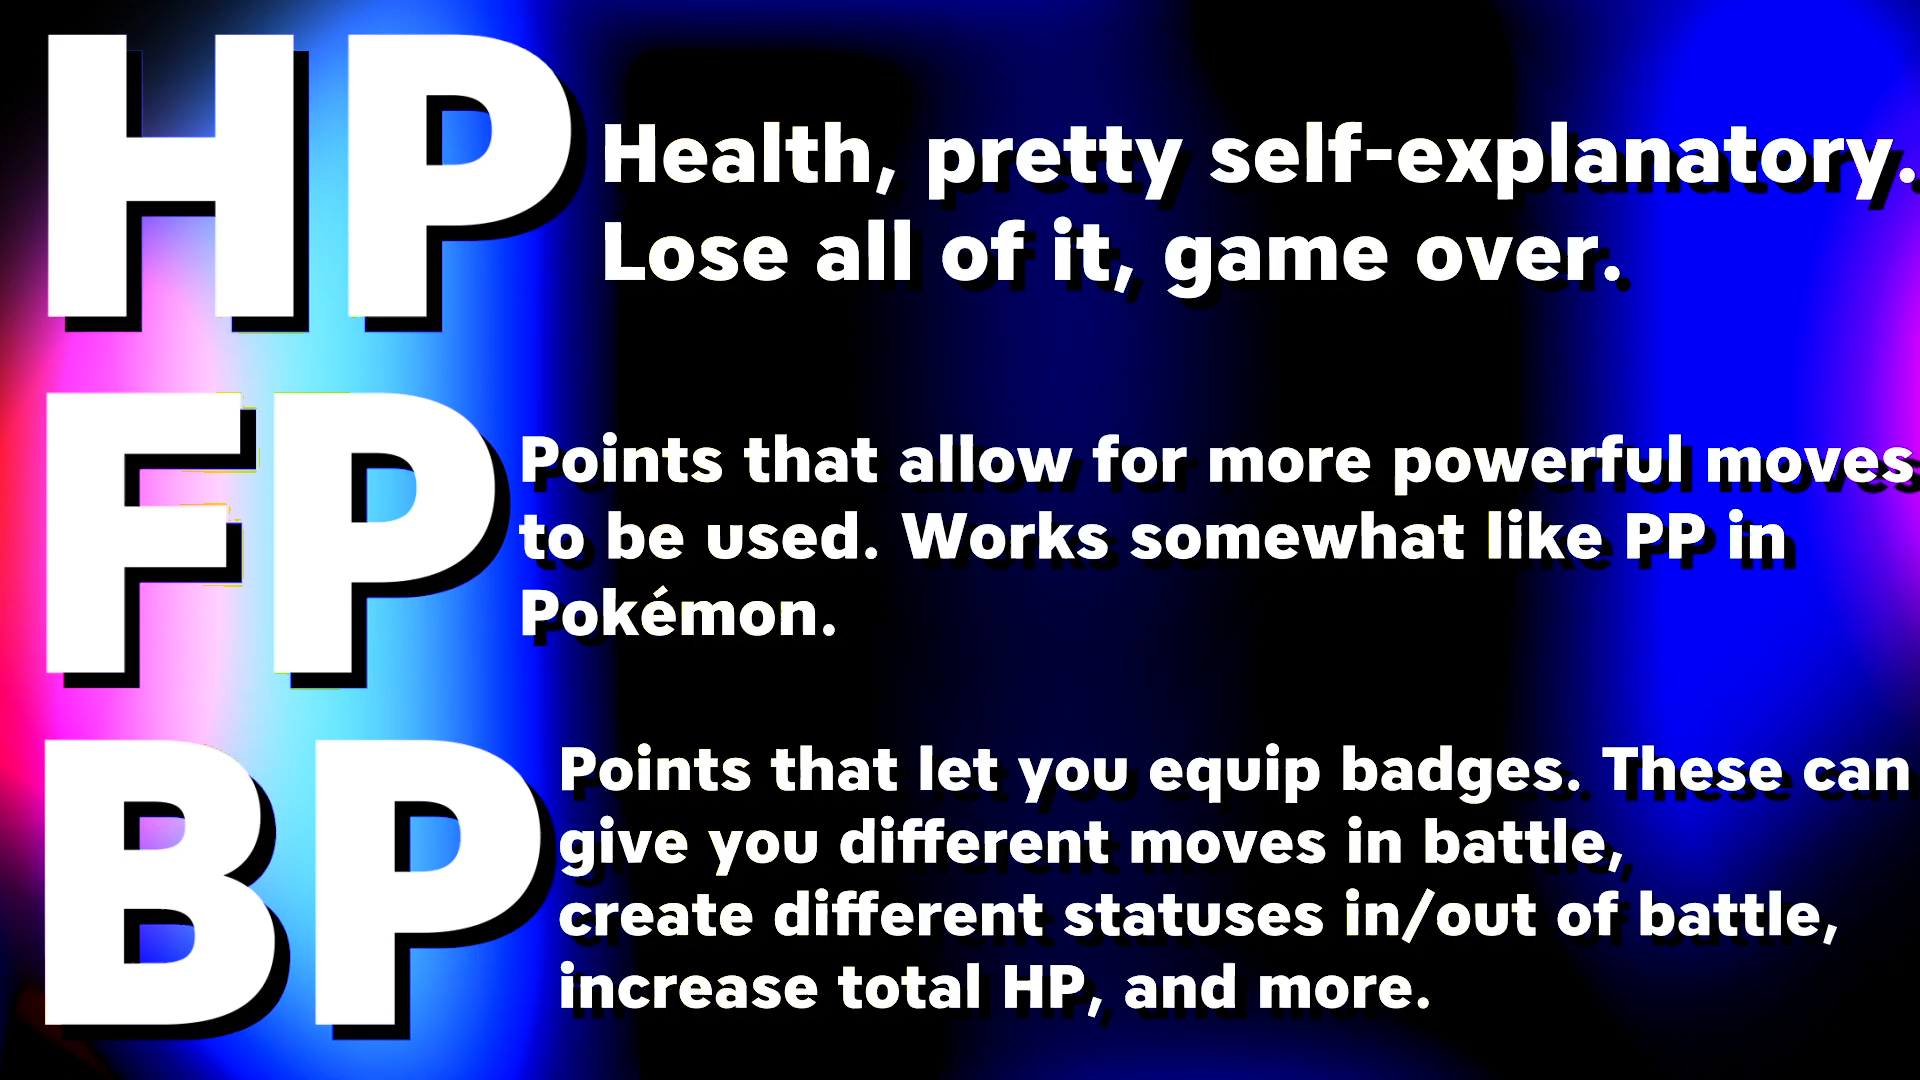 HP
Health, pretty self-explanatory.
Lose all of it, game over.
FP
Points that allow for more powerful moves
to be used. Works somewhat like PP in
Pokémon.
BP
Points that let you equip badges. These can
give you different moves in battle,
create different statuses in/out of battle,
increase total HP, and more.